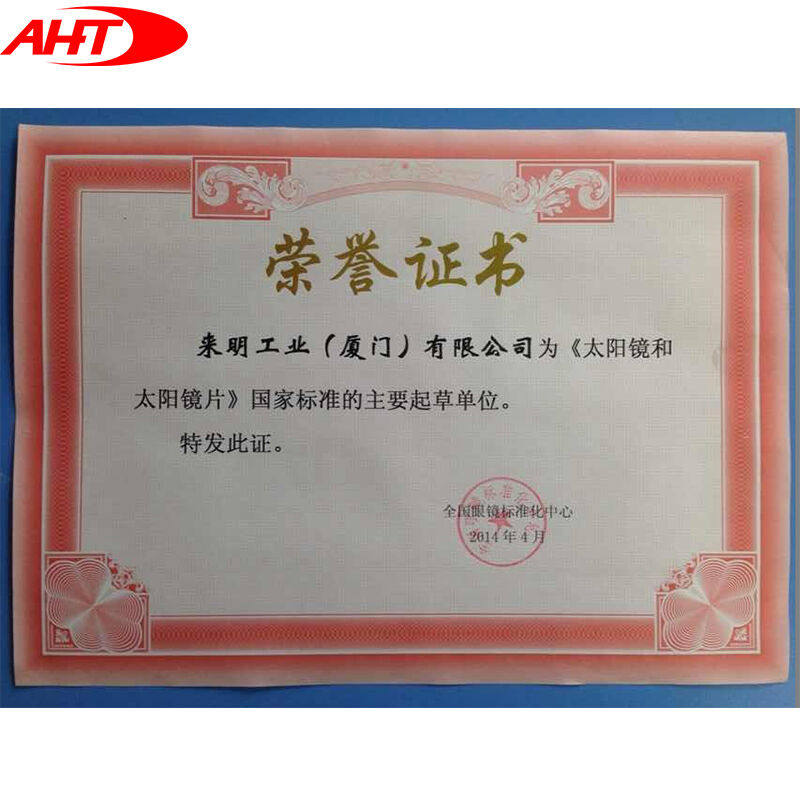 AHT
荣誉证书
来明工业（厦门）有限公司为《太阳镜和
太阳镜片》国家标准的主要起草单位。
特发此证。
全国眼镜标准化中心
2014年4月